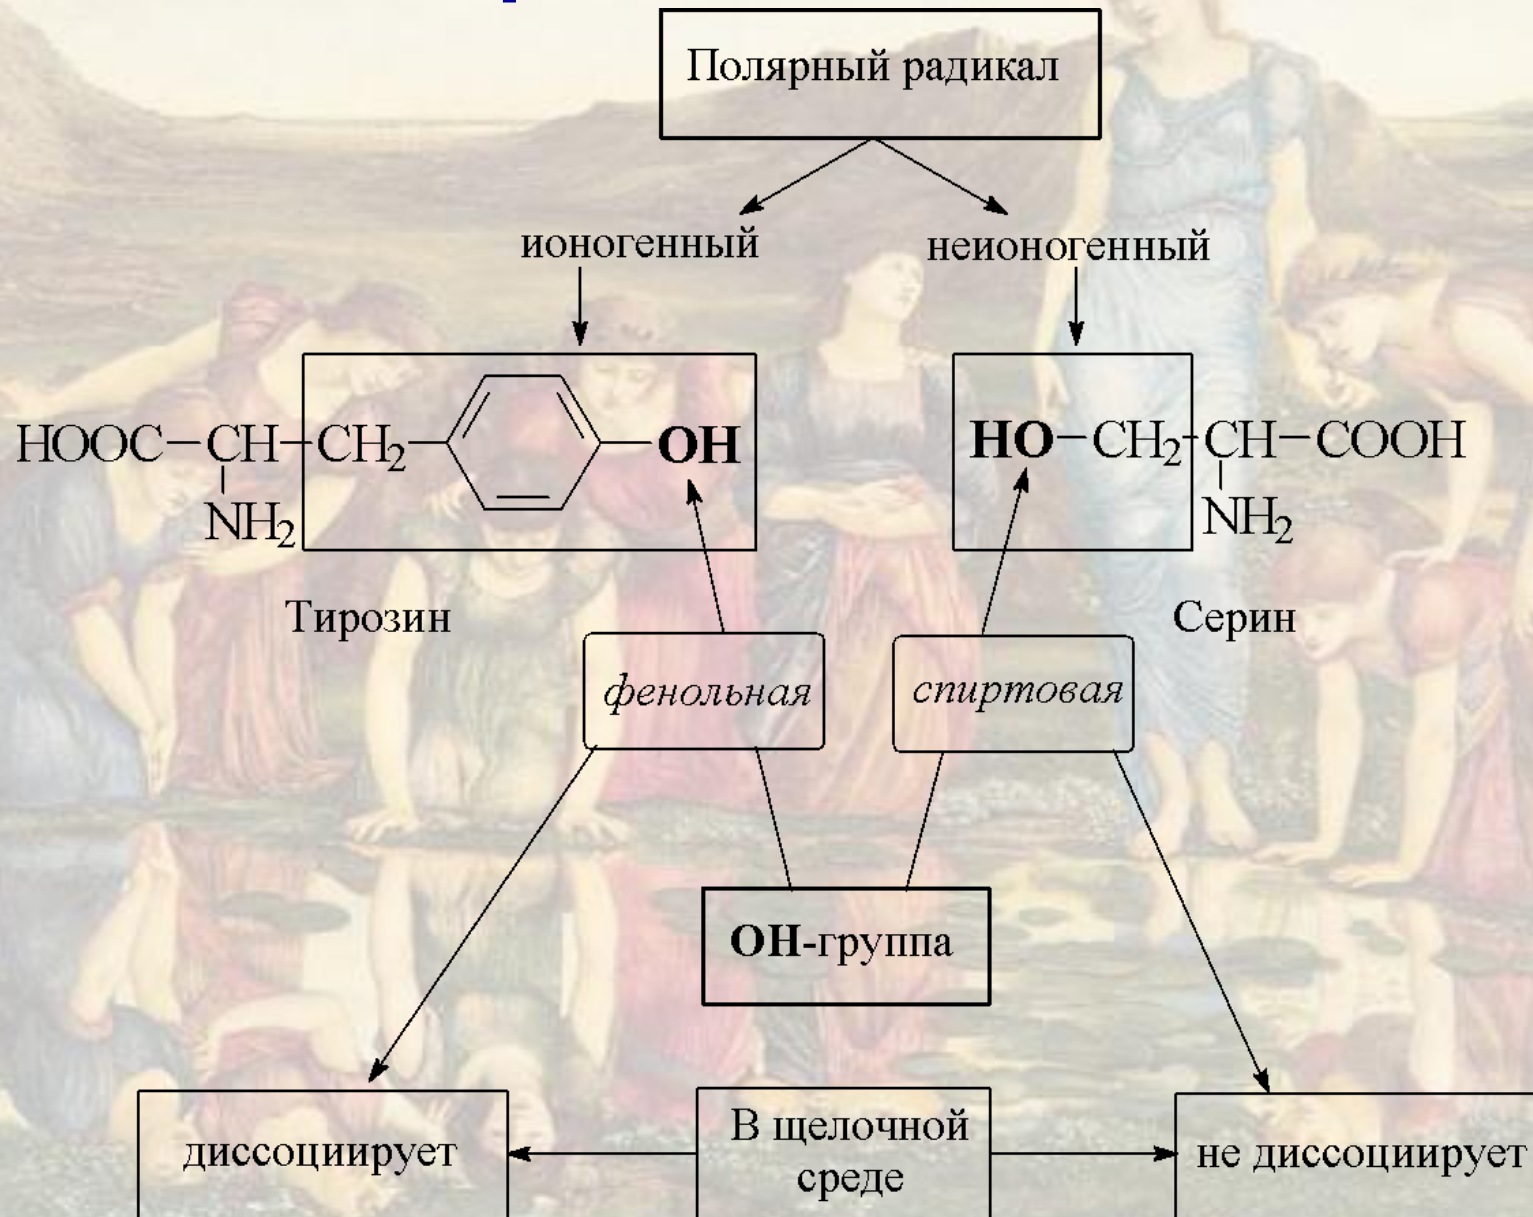 Полярный радикал
ионогенный
неионогенный
HOOC–CH–CH₂– –OH
NH₂
HO–CH₂–CH–COOH
NH₂
Тирозин
Серин
фенольная
спиртовая
OH-группа
диссоциирует
В щелочной
среде
не диссоциирует